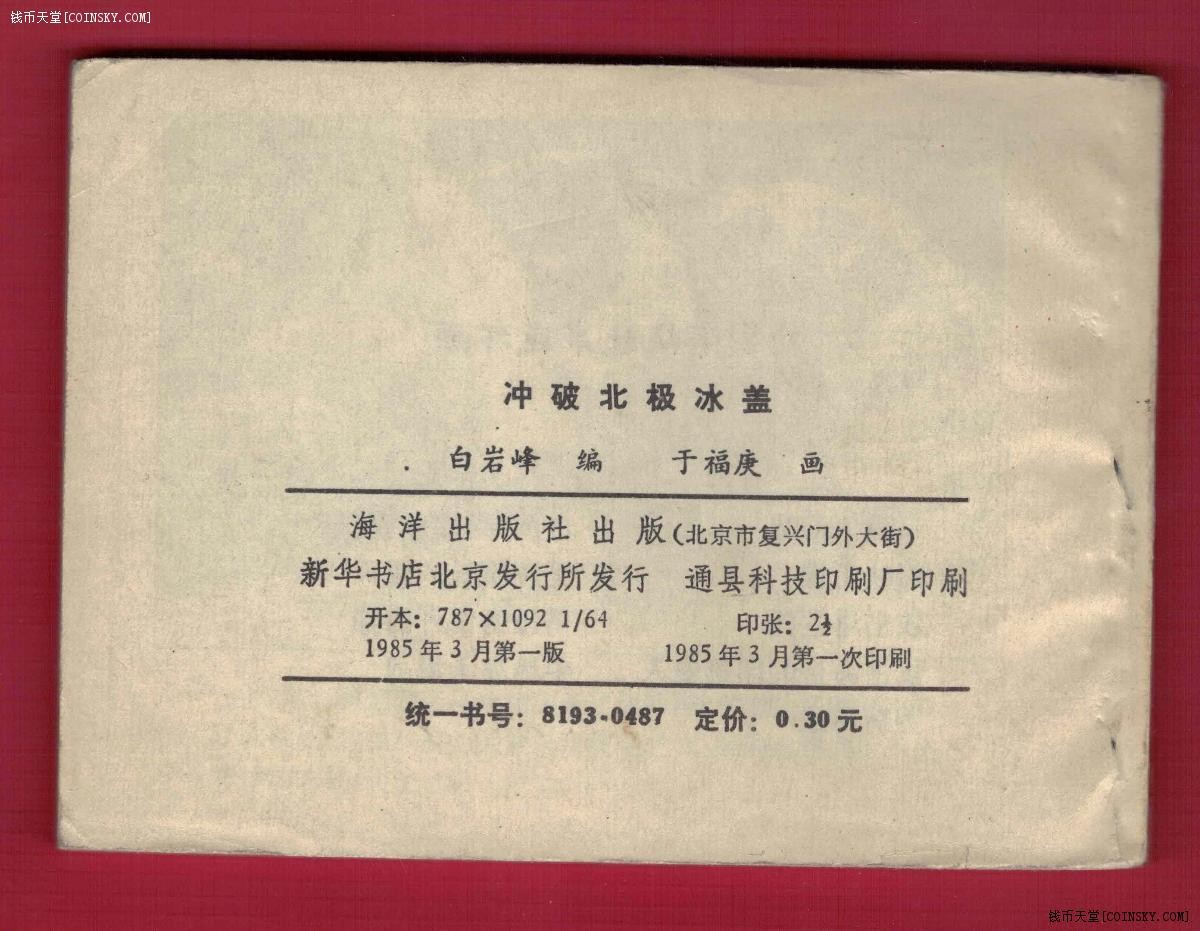 钱币天堂[COINSKY.COM]
冲破北极冰盖
白岩峰 编 于福庚 画
海洋出版社出版(北京市复兴门外大街)
新华书店北京发行所发行 通县科技印刷厂印刷
开本：787×1092 1/64 印张：2½
1985年3月第一版 1985年3月第一次印刷
统一书号：8193·0487 定价：0.30元
钱币天堂[COINSKY.COM]